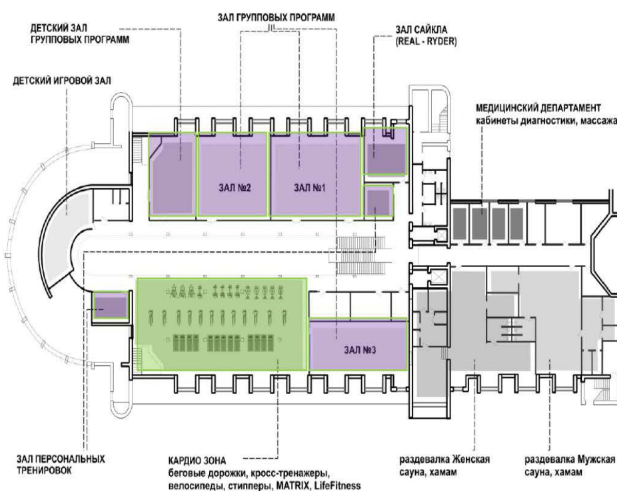 ДЕТСКИЙ ЗАЛ
ГРУППОВЫХ ПРОГРАММ
ЗАЛ ГРУППОВЫХ ПРОГРАММ
ЗАЛ САЙКЛА
(REAL - RYDER)
ДЕТСКИЙ ИГРОВОЙ ЗАЛ
МЕДИЦИНСКИЙ ДЕПАРТАМЕНТ
кабинеты диагностики, массажа
ЗАЛ №2
ЗАЛ №1
ЗАЛ №3
ЗАЛ ПЕРСОНАЛЬНЫХ
ТРЕНИРОВОК
КАРДИО ЗОНА
беговые дорожки, кросс-тренажеры,
велосипеды, степперы, MATRIX, LifeFitness
раздевалка Женская
сауна, хамам
раздевалка Мужская
сауна, хамам